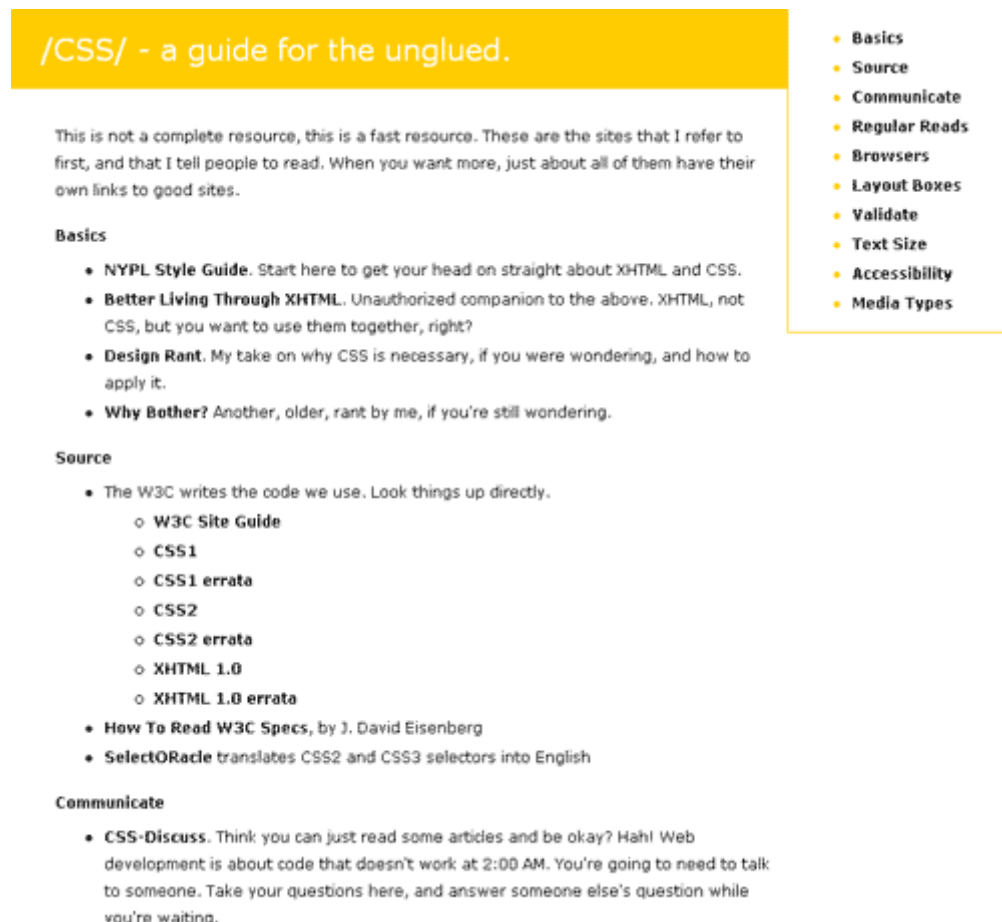 /CSS/ - a guide for the unglued.
This is not a complete resource, this is a fast resource. These are the sites that I refer to
first, and that I tell people to read. When you want more, just about all of them have their
own links to good sites.
Basics
NYPL Style Guide. Start here to get your head on straight about XHTML and CSS.
Better Living Through XHTML. Unauthorized companion to the above. XHTML, not
CSS, but you want to use them together, right?
Design Rant. My take on why CSS is necessary, if you were wondering, and how to
apply it.
Why Bother? Another, older, rant by me, if you're still wondering.
Source
The W3C writes the code we use. Look things up directly.
W3C Site Guide
CSS1
CSS1 errata
CSS2
CSS2 errata
XHTML 1.0
XHTML 1.0 errata
How To Read W3C Specs, by J. David Eisenberg
SelectORacle translates CSS2 and CSS3 selectors into English
Communicate
CSS-Discuss. Think you can just read some articles and be okay? Hah! Web
development is about code that doesn't work at 2:00 AM. You're going to need to talk
to someone. Take your questions here, and answer someone else's question while
you're waiting.
Basics
Source
Communicate
Regular Reads
Browsers
Layout Boxes
Validate
Text Size
Accessibility
Media Types